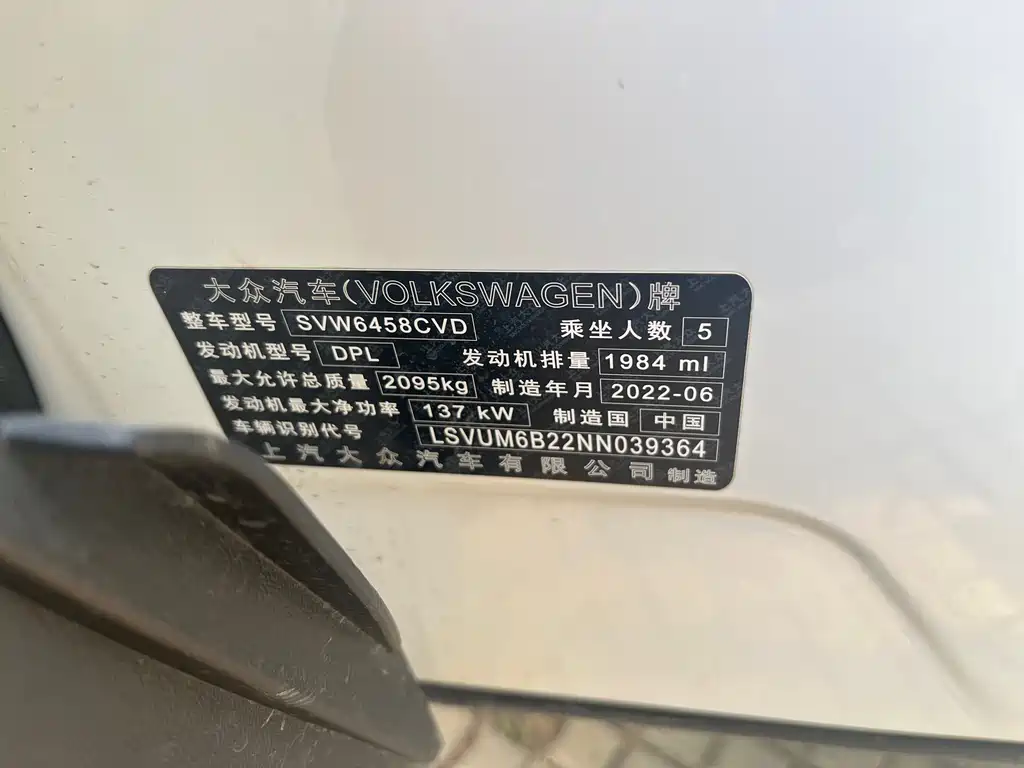 大众汽车(VOLKSWAGEN)牌
整车型号 SVW6458CVD 乘坐人数 5
发动机型号 DPL 发动机排量 1984 ml
最大允许总质量 2095kg 制造年月 2022-06
发动机最大净功率 137 kW 制造国 中国
车辆识别代号 LSVUM6B22NN039364
上汽大众汽车有限公司 制造